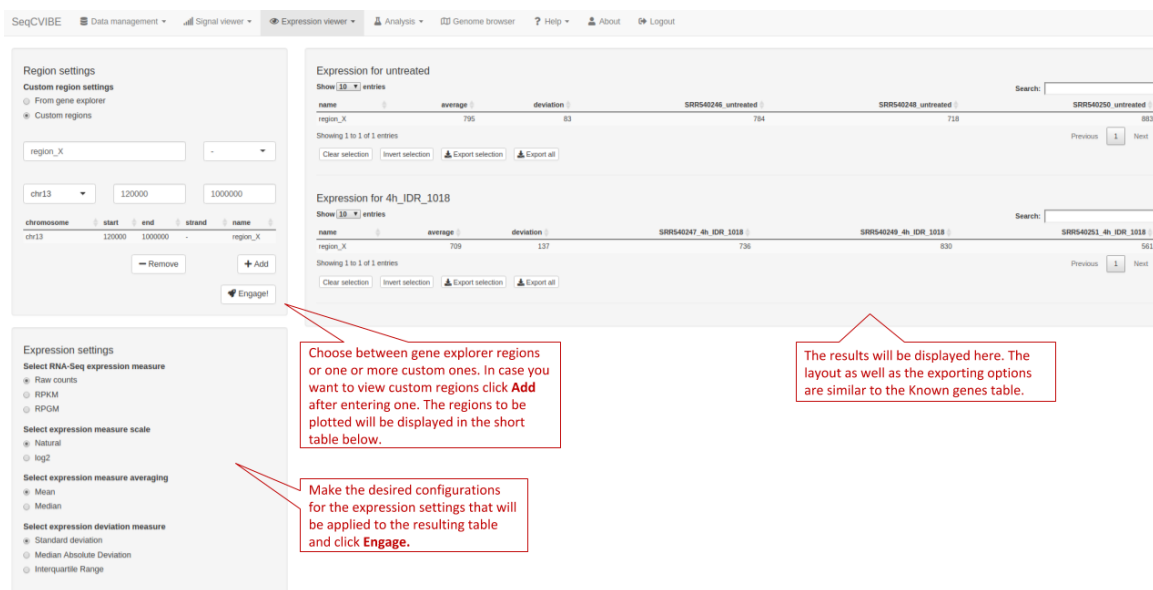 SeqCVIBE Data management Signal viewer Expression viewer Analysis Genome browser Help About Logout
Region settings
Custom region settings
From gene explorer
Custom regions
region_X -
chr13 120000 1000000
chromosome start end strand name
chr13 120000 1000000 - region_X
Remove Add
Engage!
Expression settings
Select RNA-Seq expression measure
Raw counts
RPKM
RPGM
Select expression measure scale
Natural
log2
Select expression measure averaging
Mean
Median
Select expression deviation measure
Standard deviation
Median Absolute Deviation
Interquartile Range
Expression for untreated
Show 10 entries Search:
name average deviation SRR540246_untreated SRR540248_untreated SRR540250_untreated
region_X 795 83 784 718 883
Showing 1 to 1 of 1 entries Previous 1 Next
Clear selection Invert selection Export selection Export all
Expression for 4h_IDR_1018
Show 10 entries Search:
name average deviation SRR540247_4h_IDR_1018 SRR540249_4h_IDR_1018 SRR540251_4h_IDR_1018
region_X 709 137 736 830 561
Showing 1 to 1 of 1 entries Previous 1 Next
Clear selection Invert selection Export selection Export all
Choose between gene explorer regions
or one or more custom ones. In case you
want to view custom regions click Add
after entering one. The regions to be
plotted will be displayed in the short
table below.
The results will be displayed here. The
layout as well as the exporting options
are similar to the Known genes table.
Make the desired configurations
for the expression settings that will
be applied to the resulting table
and click Engage.